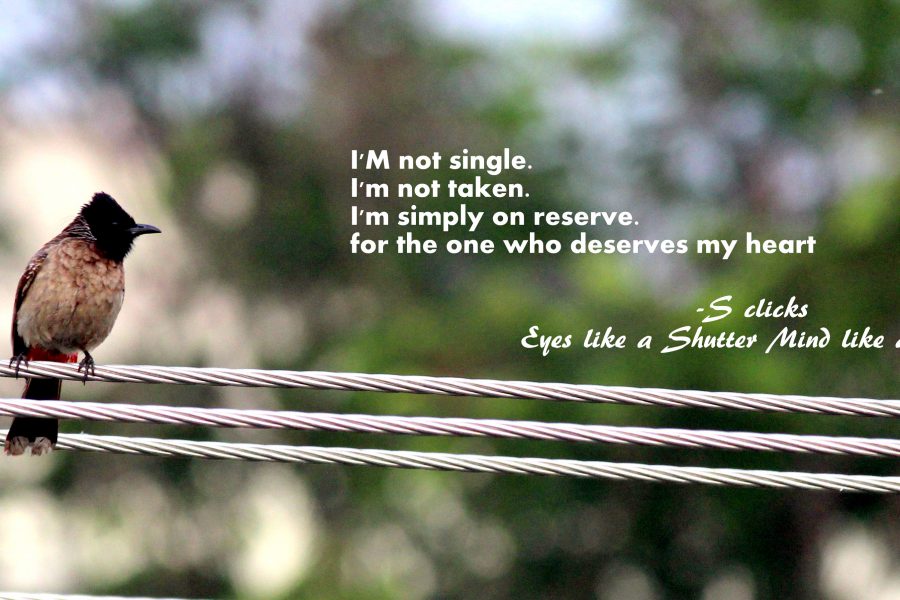 I'M not single.
I'm not taken.
I'm simply on reserve.
for the one who deserves my heart
-S clicks
Eyes like a Shutter Mind like